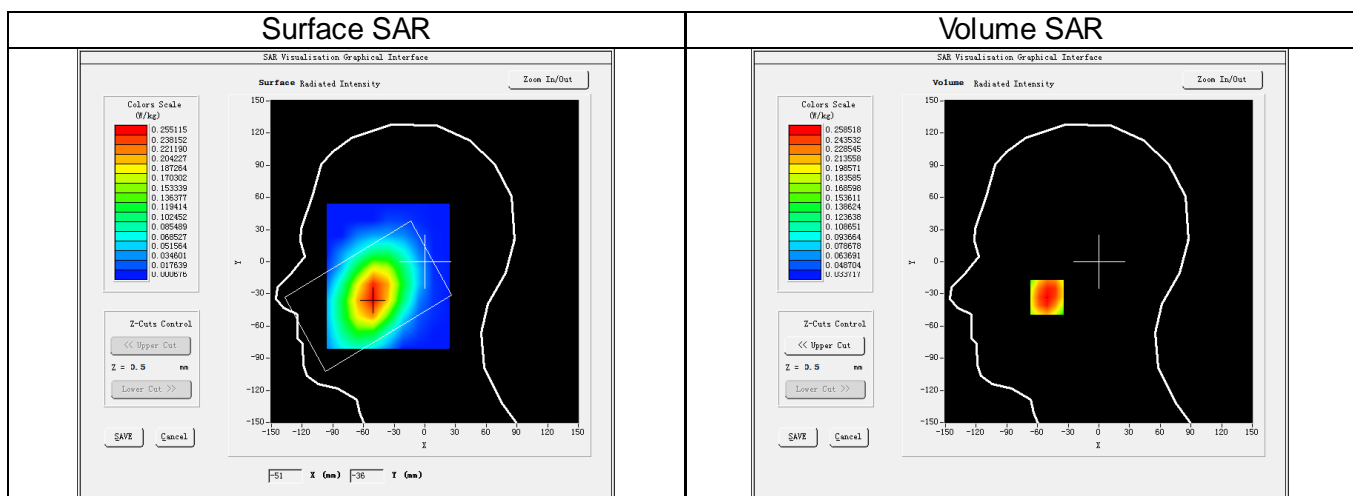 Surface SAR
SAR Visualisation Graphical Interface
Surface Radiated Intensity
Zoom In/Out
Colors Scale
(W/kg)
0.255115
0.238152
0.221190
0.204227
0.187264
0.170302
0.153339
0.136377
0.119414
0.102452
0.085489
0.068527
0.051564
0.034601
0.017639
0.000676
Z-Cuts Control
<< Upper Cut
Z = 0.5 mm
Lower Cut >>
SAVE Cancel
150
120
90
60
30
0
-30
-60
-90
-120
-150
Y
-150 -120 -90 -60 -30 0 30 60 90 120 150
X
-51 X (mm) -36 Y (mm)
Volume SAR
SAR Visualisation Graphical Interface
Volume Radiated Intensity
Zoom In/Out
Colors Scale
(W/kg)
0.258518
0.243532
0.228545
0.213558
0.198571
0.183585
0.168598
0.153611
0.138624
0.123638
0.108651
0.093664
0.078678
0.063691
0.048704
0.033717
Z-Cuts Control
<< Upper Cut
Z = 0.5 mm
Lower Cut >>
SAVE Cancel
150
120
90
60
30
0
-30
-60
-90
-120
-150
Y
-150 -120 -90 -60 -30 0 30 60 90 120 150
X